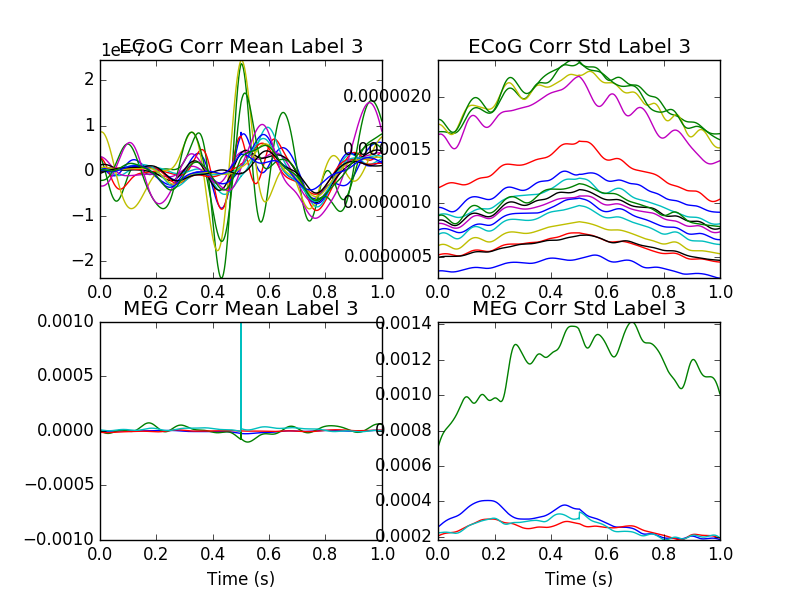 ECoG Corr Mean Label 3
1e−7
2
1
0
−1
−2
0.0 0.2 0.4 0.6 0.8 1.0
ECoG Corr Std Label 3
0.0000020
0.0000015
0.0000010
0.0000005
0.0 0.2 0.4 0.6 0.8 1.0
MEG Corr Mean Label 3
0.0010
0.0005
0.0000
−0.0005
−0.0010
0.0 0.2 0.4 0.6 0.8 1.0
Time (s)
MEG Corr Std Label 3
0.0014
0.0012
0.0010
0.0008
0.0006
0.0004
0.0002
0.0 0.2 0.4 0.6 0.8 1.0
Time (s)